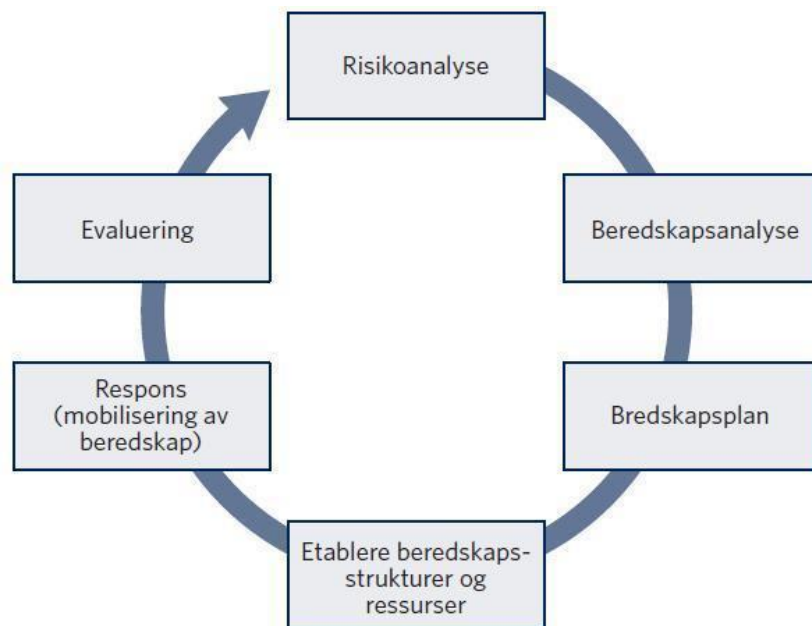 Risikoanalyse
Beredskapsanalyse
Bredskapsplan
Etablere beredskaps-
strukturer og
ressurser
Respons
(mobilisering av
beredskap)
Evaluering